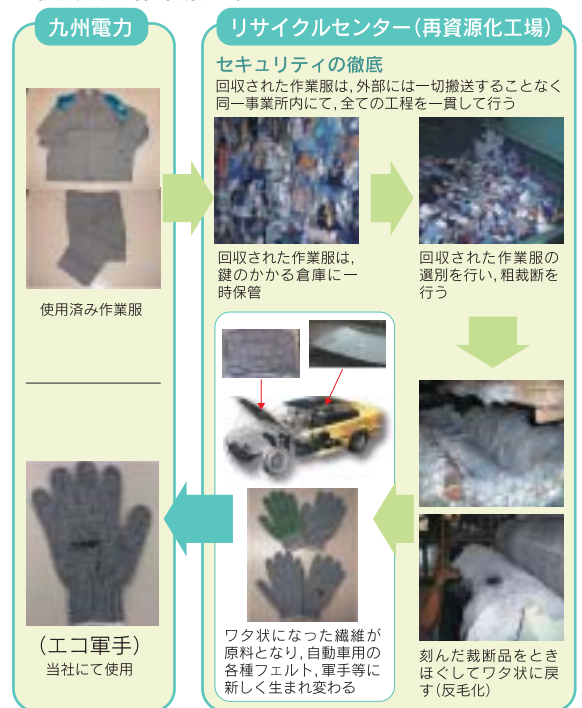 九州電力
リサイクルセンター(再資源化工場)
セキュリティの徹底
回収された作業服は,外部には一切搬送することなく
同一事業所内にて,全ての工程を一貫して行う
使用済み作業服
回収された作業服は,
鍵のかかる倉庫に一
時保管
回収された作業服の
選別を行い,粗裁断を
行う
刻んだ裁断品をとき
ほぐしてワタ状に戻
す(反毛化)
ワタ状になった繊維が
原料となり,自動車用の
各種フェルト,軍手等に
新しく生まれ変わる
(エコ軍手)
当社にて使用